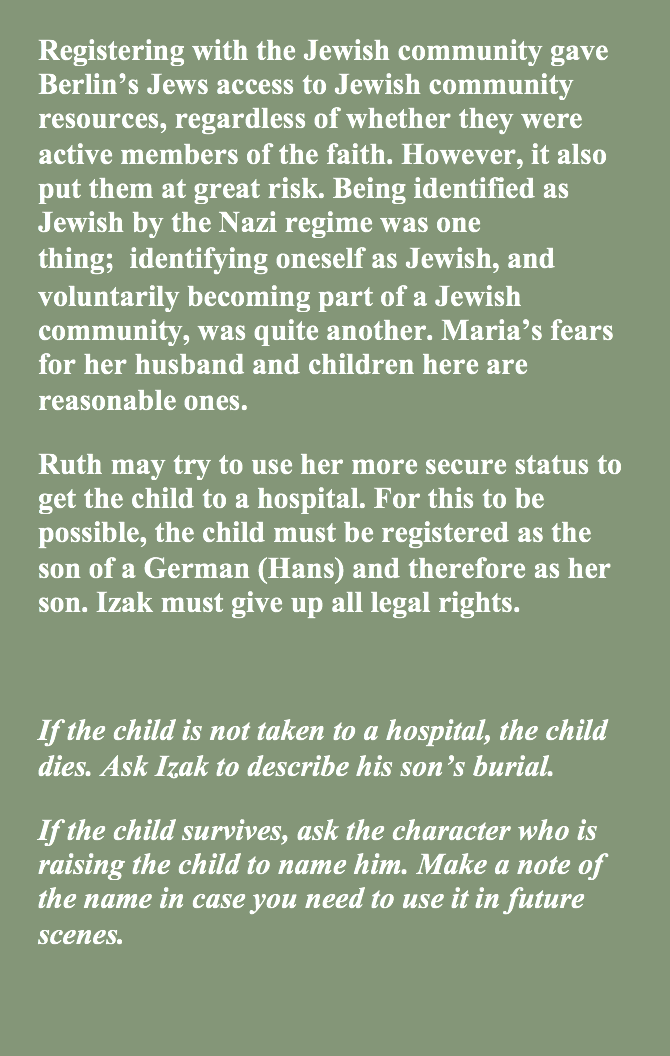 Registering with the Jewish community gave
Berlin’s Jews access to Jewish community
resources, regardless of whether they were
active members of the faith. However, it also
put them at great risk. Being identified as
Jewish by the Nazi regime was one
thing;  identifying oneself as Jewish, and
voluntarily becoming part of a Jewish
community, was quite another. Maria’s fears
for her husband and children here are
reasonable ones.
Ruth may try to use her more secure status to
get the child to a hospital. For this to be
possible, the child must be registered as the
son of a German (Hans) and therefore as her
son. Izak must give up all legal rights.
If the child is not taken to a hospital, the child
dies. Ask Izak to describe his son’s burial.
If the child survives, ask the character who is
raising the child to name him. Make a note of
the name in case you need to use it in future
scenes.